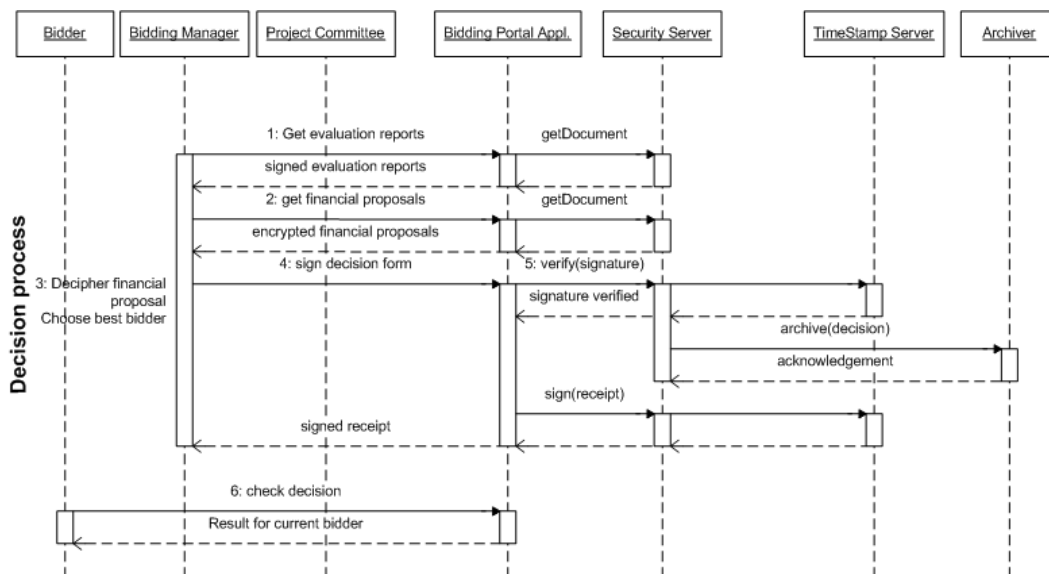 Bidder
Bidding Manager
Project Committee
Bidding Portal Appl.
Security Server
TimeStamp Server
Archiver
Decision process
1: Get evaluation reports
getDocument
signed evaluation reports
2: get financial proposals
getDocument
encrypted financial proposals
4: sign decision form
5: verify(signature)
3: Decipher financial
proposal
Choose best bidder
signature verified
archive(decision)
acknowledgement
sign(receipt)
signed receipt
6: check decision
Result for current bidder